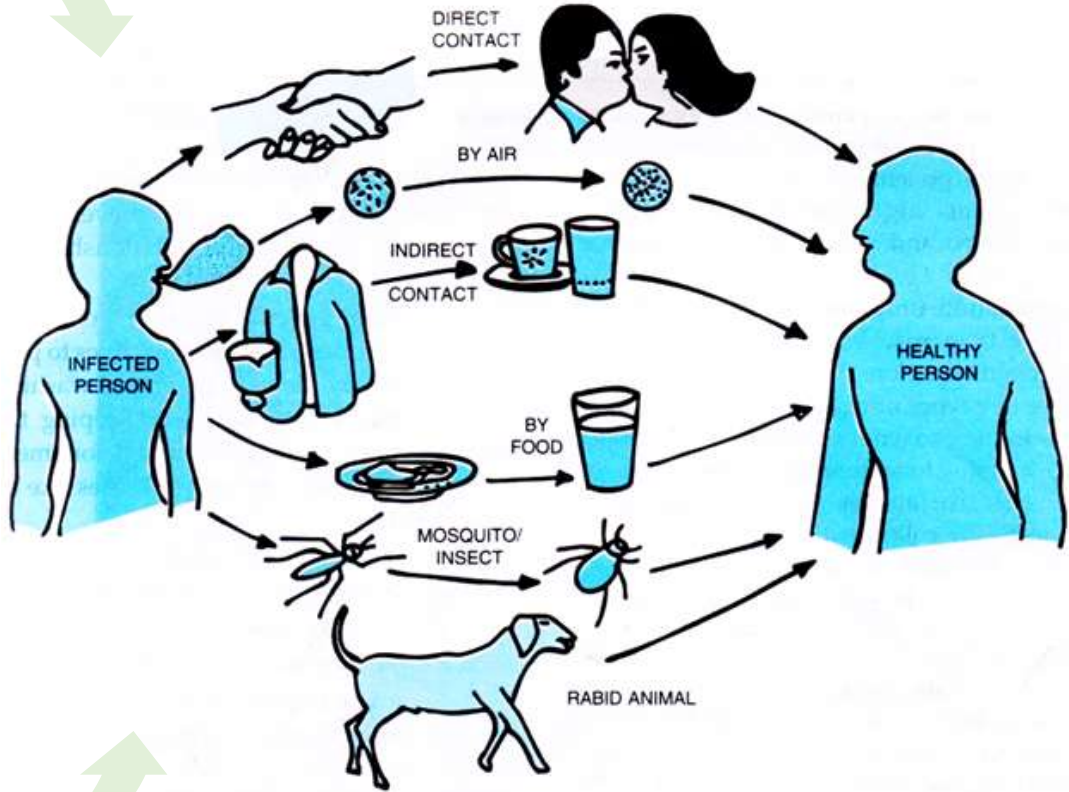 DIRECT
CONTACT
BY AIR
INDIRECT
CONTACT
INFECTED
PERSON
HEALTHY
PERSON
BY
FOOD
MOSQUITO/
INSECT
RABID ANIMAL